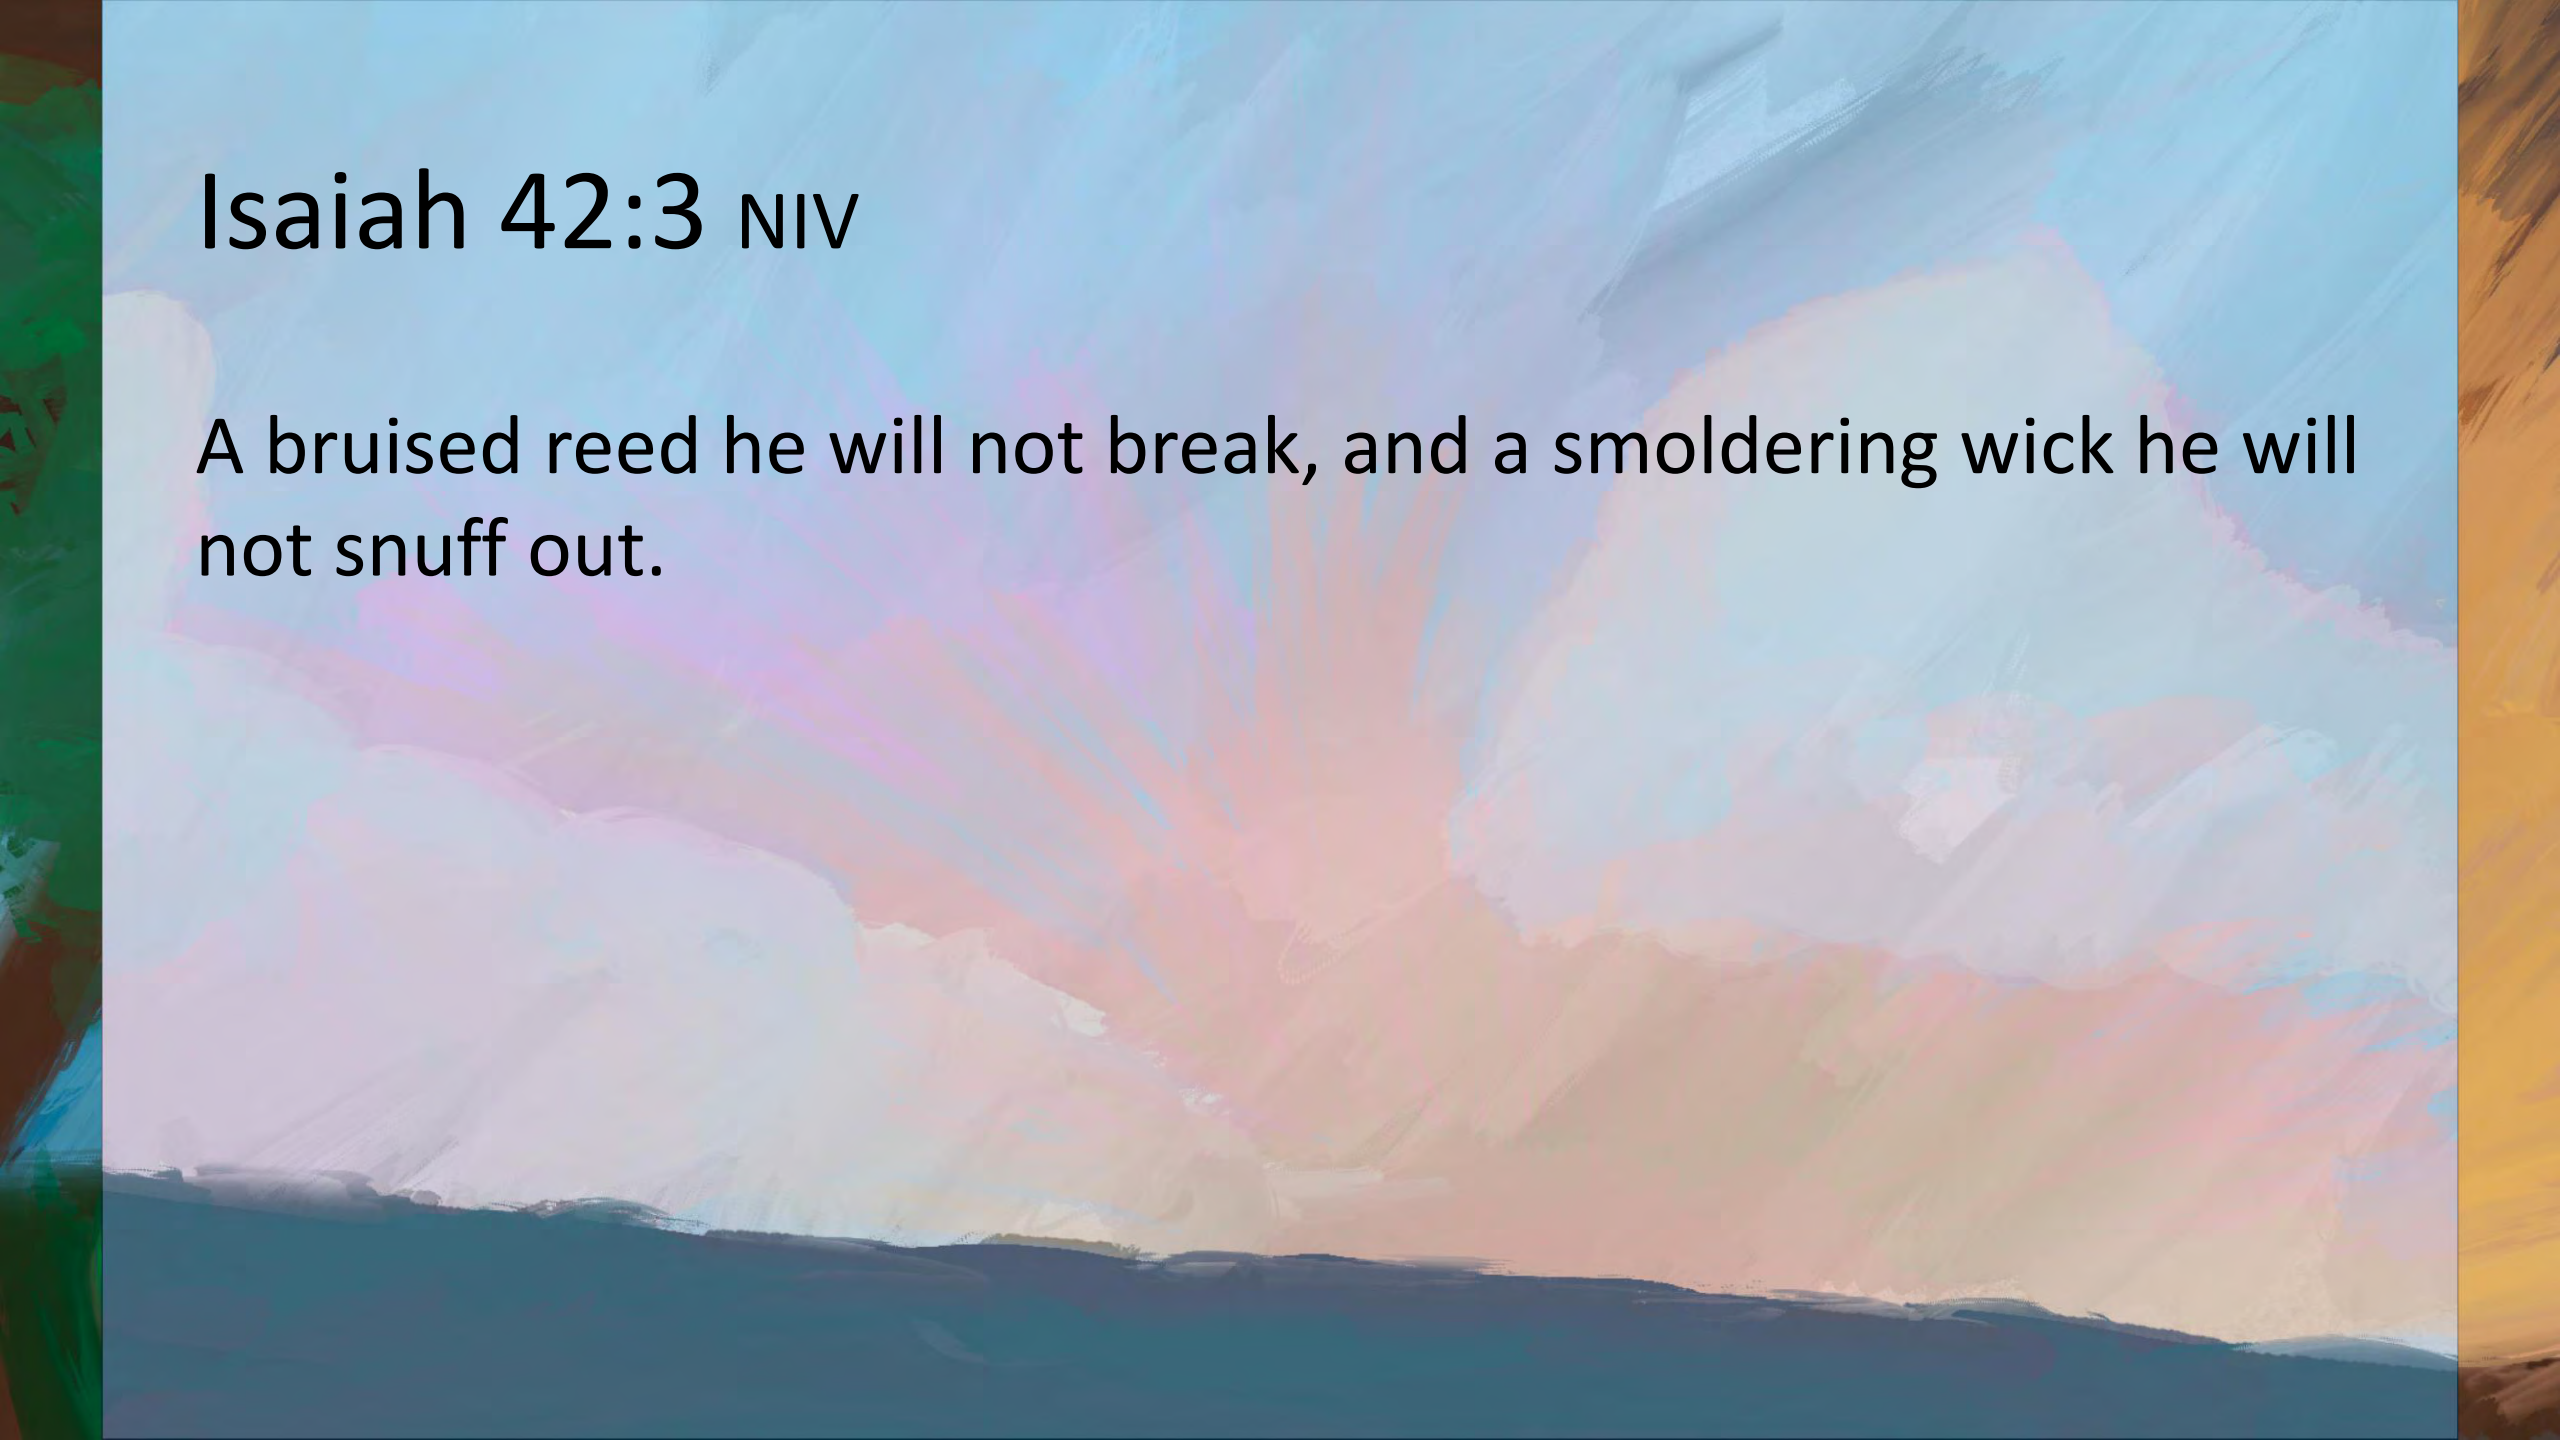 Isaiah 42:3 NIV
A bruised reed he will not break, and a smoldering wick he will
not snuff out.